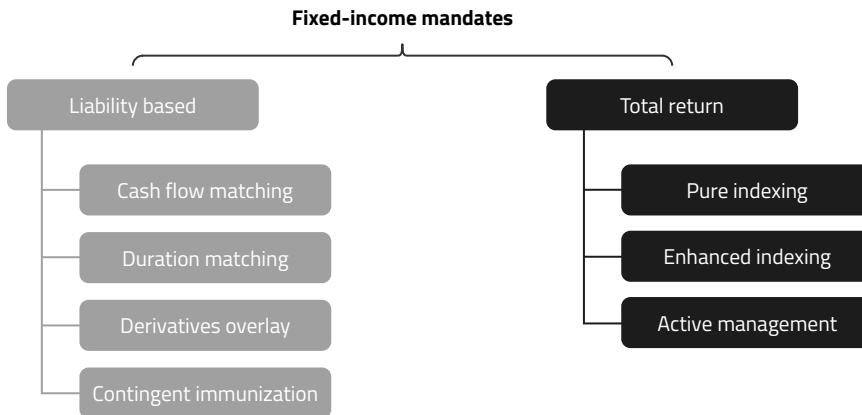 Fixed-income mandates
Liability based
Cash flow matching
Duration matching
Derivatives overlay
Contingent immunization
Total return
Pure indexing
Enhanced indexing
Active management